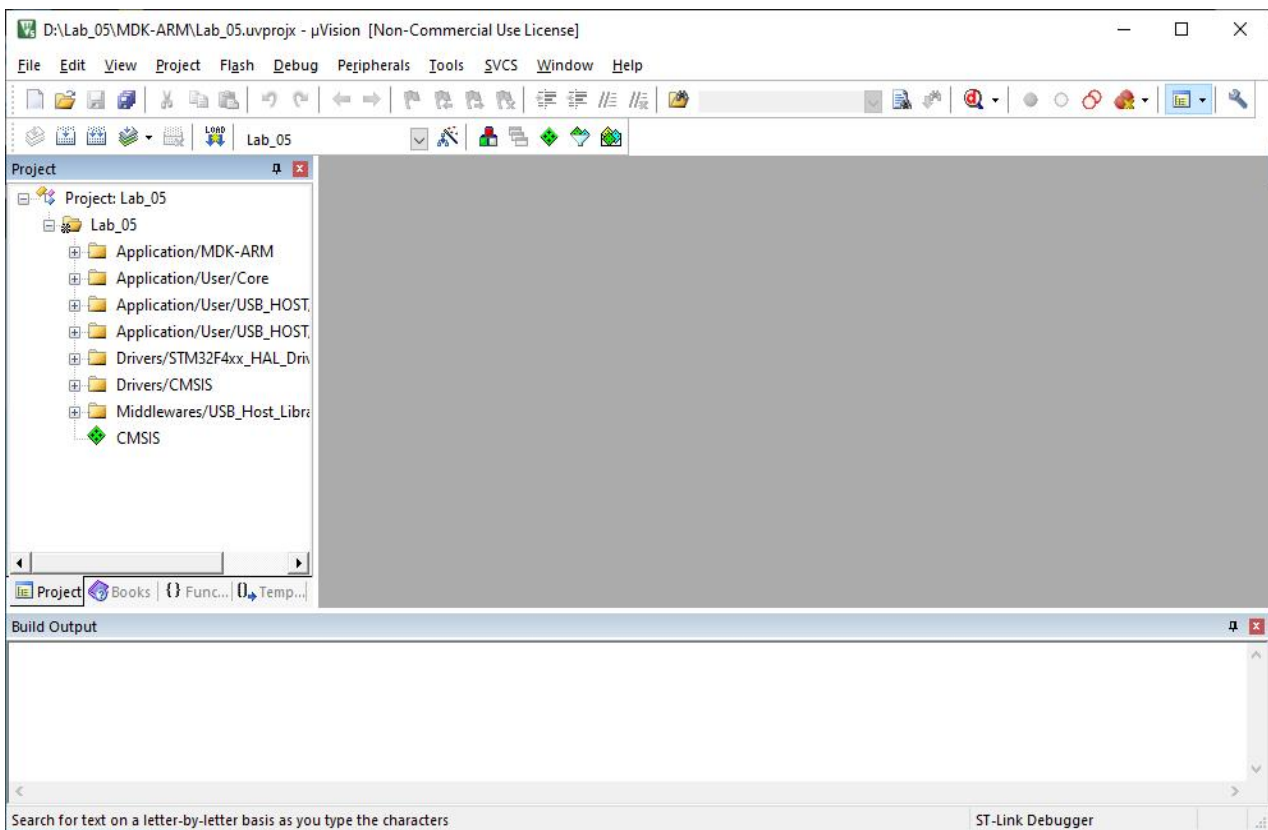 D:\Lab_05\MDK-ARM\Lab_05.uvprojx - µVision [Non-Commercial Use License]
File Edit View Project Flash Debug Peripherals Tools SVCS Window Help
LOAD Lab_05
Project
Project: Lab_05
Lab_05
Application/MDK-ARM
Application/User/Core
Application/User/USB_HOST
Application/User/USB_HOST
Drivers/STM32F4xx_HAL_Driv
Drivers/CMSIS
Middlewares/USB_Host_Libra
CMSIS
Project Books {} Func... Temp...
Build Output
Search for text on a letter-by-letter basis as you type the characters ST-Link Debugger